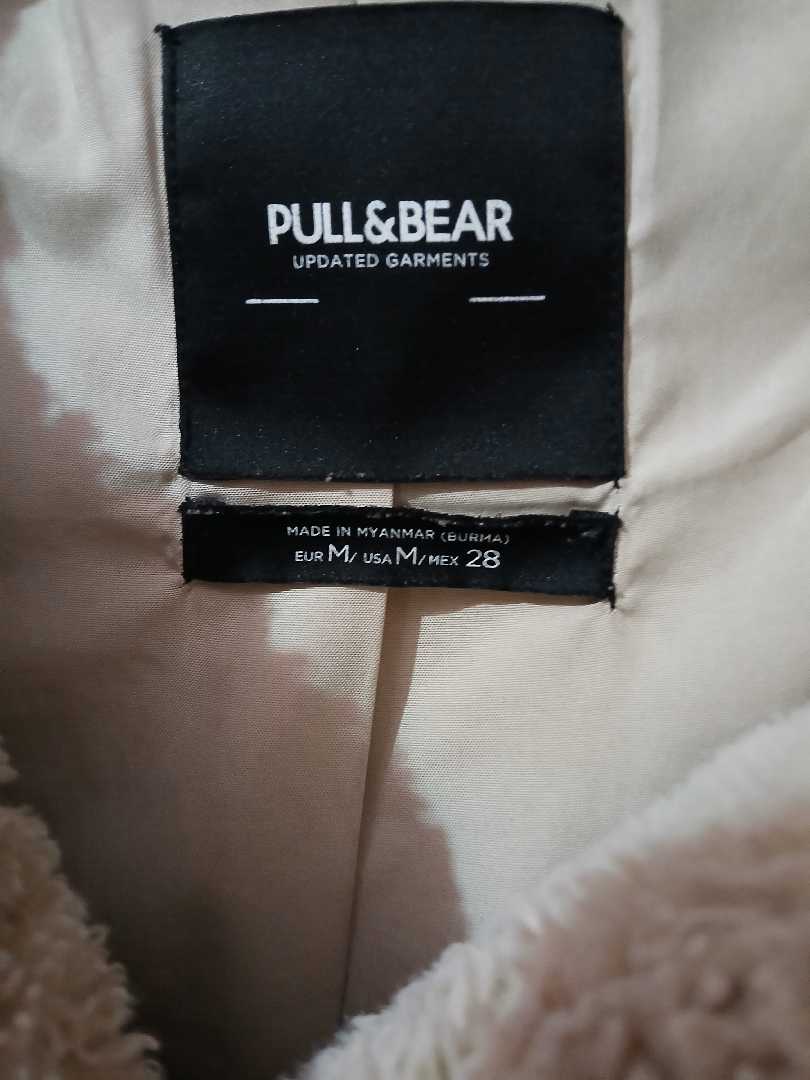 PULL&BEAR
UPDATED GARMENTS
MADE IN MYANMAR (BURMA)
EUR M/ USA M/MEX 28